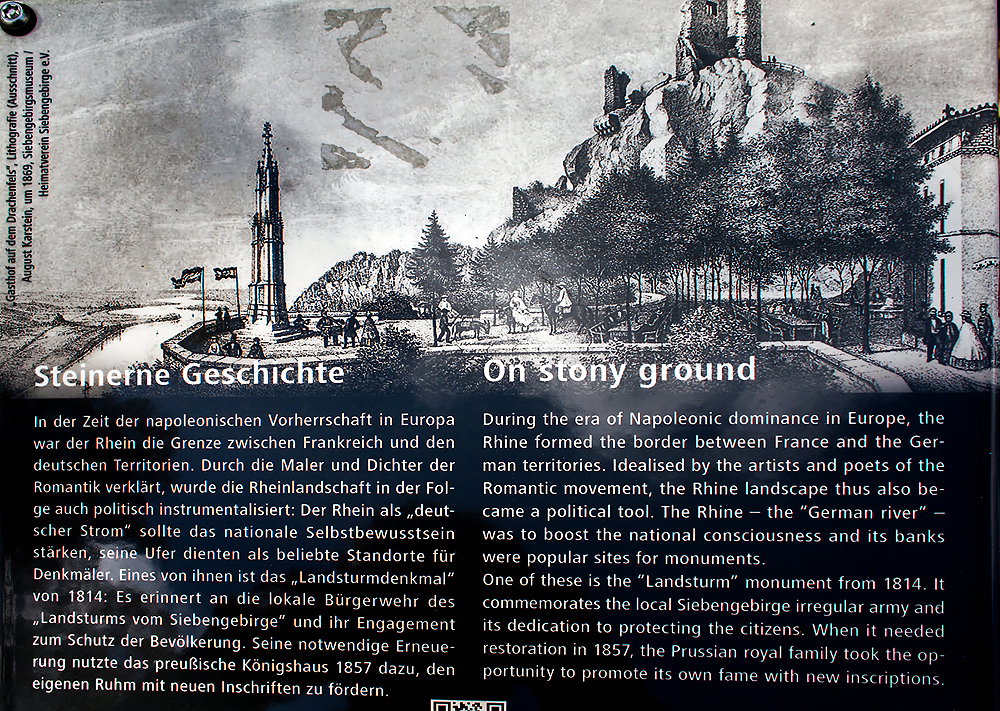 „Gasthof auf dem Drachenfels“, Lithografie (Ausschnitt),
August Karstein, um 1869, Siebengebirgsmuseum /
Heimatverein Siebengebirge e.V.
Steinerne Geschichte
In der Zeit der napoleonischen Vorherrschaft in Europa
war der Rhein die Grenze zwischen Frankreich und den
deutschen Territorien. Durch die Maler und Dichter der
Romantik verklärt, wurde die Rheinlandschaft in der Fol-
ge auch politisch instrumentalisiert: Der Rhein als „deut-
scher Strom“ sollte das nationale Selbstbewusstsein
stärken, seine Ufer dienten als beliebte Standorte für
Denkmäler. Eines von ihnen ist das „Landsturmdenkmal“
von 1814: Es erinnert an die lokale Bürgerwehr des
„Landsturms vom Siebengebirge“ und ihr Engagement
zum Schutz der Bevölkerung. Seine notwendige Erneue-
rung nutzte das preußische Königshaus 1857 dazu, den
eigenen Ruhm mit neuen Inschriften zu fördern.
On stony ground
During the era of Napoleonic dominance in Europe, the
Rhine formed the border between France and the Ger-
man territories. Idealised by the artists and poets of the
Romantic movement, the Rhine landscape thus also be-
came a political tool. The Rhine – the “German river” –
was to boost the national consciousness and its banks
were popular sites for monuments.
One of these is the “Landsturm” monument from 1814. It
commemorates the local Siebengebirge irregular army and
its dedication to protecting the citizens. When it needed
restoration in 1857, the Prussian royal family took the op-
portunity to promote its own fame with new inscriptions.